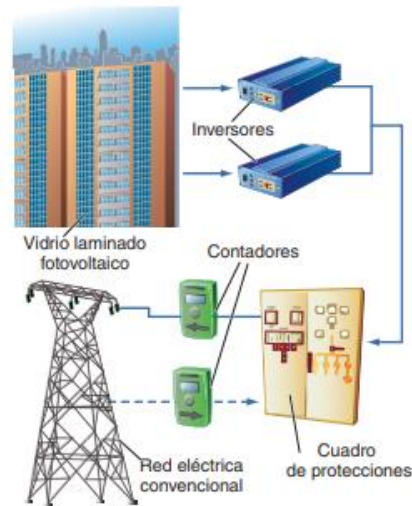 Inversores
Vidrio laminado
fotovoltaico
Contadores
Red eléctrica
convencional
Cuadro
de protecciones